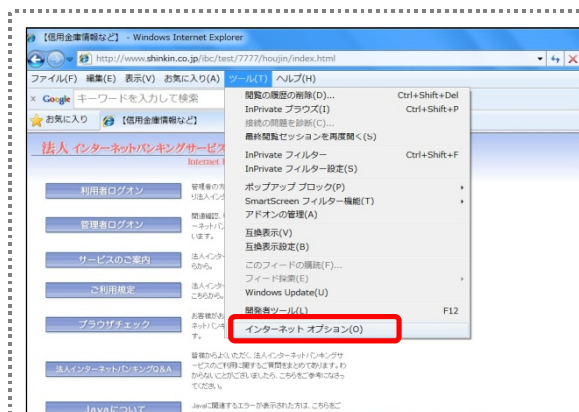 【信用金庫情報など】 - Windows Internet Explorer
http://www.shinkin.co.jp/ibc/test/7777/houjin/index.html
ファイル(F) 編集(E) 表示(V) お気に入り(A) ツール(T) ヘルプ(H)
× Google キーワードを入力して検索
お気に入り 【信用金庫情報など】
閲覧の履歴の削除(D)... Ctrl+Shift+Del
InPrivate ブラウズ(I) Ctrl+Shift+P
接続の問題を診断(C)...
最終閲覧セッションを再度開く(S)
InPrivate フィルター Ctrl+Shift+F
InPrivate フィルター設定(S)
ポップアップ ブロック(P)
SmartScreen フィルター機能(T)
アドオンの管理(A)
互換表示(V)
互換表示設定(B)
このフィードの購読(F)...
フィード探索(E)
Windows Update(U)
開発者ツール(L) F12
インターネット オプション(O)
法人 インターネットバンキングサービス
Internet
利用者ログオン
管理者ログオン
サービスのご案内
ご利用規定
ブラウザチェック
お客様がお
ネットバンキ
す。
法人インターネットバンキングQ&A
皆様からよくいただく、法人インターネットバンキングサ
ービスのご利用に関するご質問をまとめてあります。わ
からないことがございましたら、こちらをご参考になさっ
てください。
Javaについて
Javaに関連するエラーが表示された方は、こちらをご